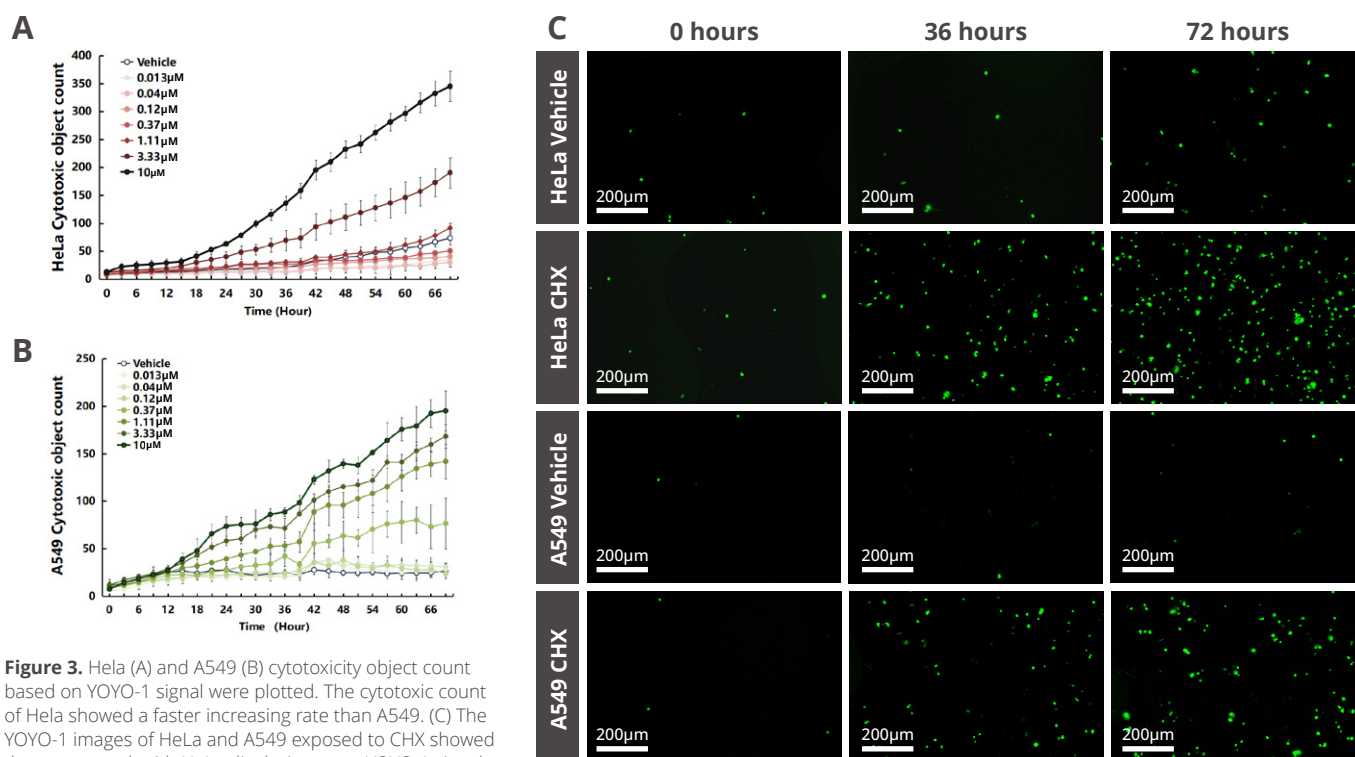 A
HeLa Cytotoxic object count
400
350
300
250
200
150
100
50
0
Vehicle
0.013µM
0.04µM
0.12µM
0.37µM
1.11µM
3.33µM
10µM
0 6 12 18 24 30 36 42 48 54 60 66
Time (Hour)
B
A549 Cytotoxic object count
250
200
150
100
50
0
Vehicle
0.013µM
0.04µM
0.12µM
0.37µM
1.11µM
3.33µM
10µM
0 6 12 18 24 30 36 42 48 54 60 66
Time (Hour)
Figure 3. Hela (A) and A549 (B) cytotoxicity object count
based on YOYO-1 signal were plotted. The cytotoxic count
of Hela showed a faster increasing rate than A549. (C) The
YOYO-1 images of HeLa and A549 exposed to CHX showed
C
0 hours 36 hours 72 hours
HeLa Vehicle
200µm 200µm 200µm
HeLa CHX
200µm 200µm 200µm
A549 Vehicle
200µm 200µm 200µm
A549 CHX
200µm 200µm 200µm